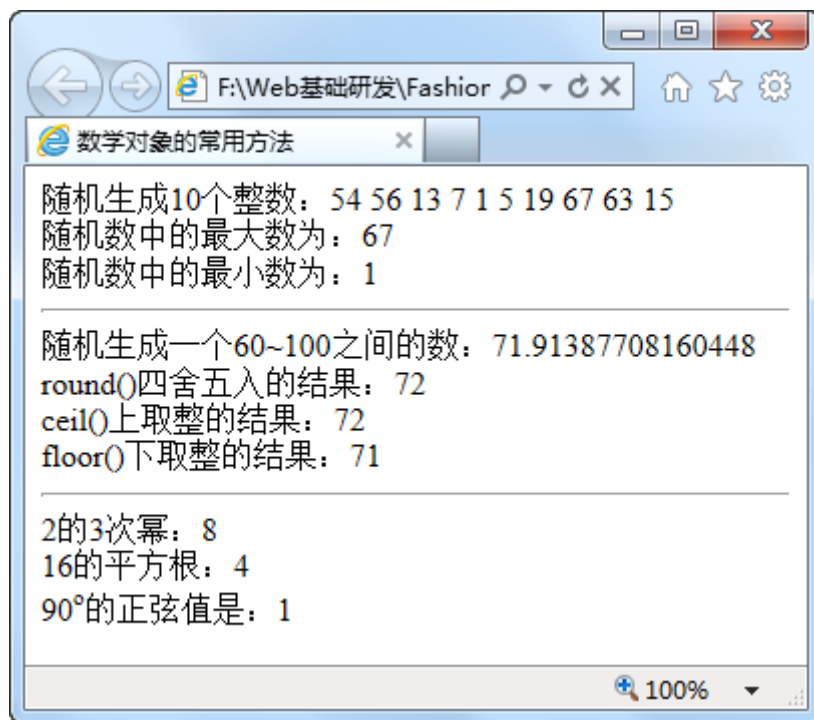 F:\Web基础研发\Fashior
数学对象的常用方法
随机生成10个整数：54 56 13 7 1 5 19 67 63 15
随机数中的最大数为：67
随机数中的最小数为：1
随机生成一个60~100之间的数：71.91387708160448
round()四舍五入的结果：72
ceil()上取整的结果：72
floor()下取整的结果：71
2的3次幂：8
16的平方根：4
90°的正弦值是：1
100%